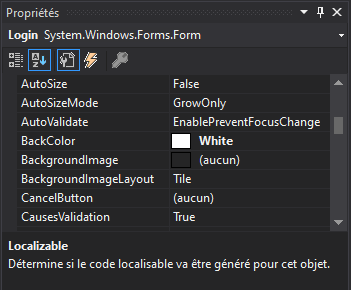 Propriétés
Login System.Windows.Forms.Form
AutoSize False
AutoSizeMode GrowOnly
AutoValidate EnablePreventFocusChange
BackColor White
BackgroundImage (aucun)
BackgroundImageLayout Tile
CancelButton (aucun)
CausesValidation True
Localizable
Détermine si le code localisable va être généré pour cet objet.